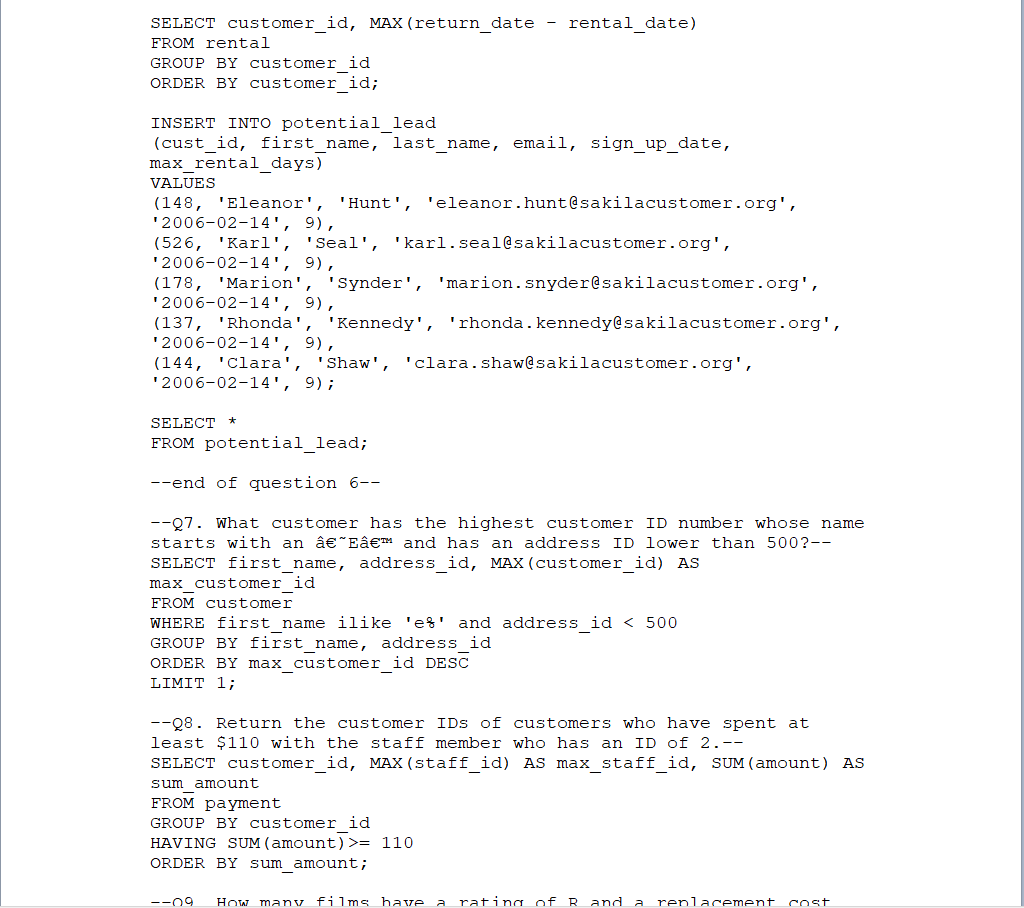 SELECT customer_id, MAX(return_date - rental_date)
FROM rental
GROUP BY customer_id
ORDER BY customer_id;
INSERT INTO potential_lead
(cust_id, first_name, last_name, email, sign_up_date,
max_rental_days)
VALUES
(148, 'Eleanor', 'Hunt', 'eleanor.hunt@sakilacustomer.org',
'2006-02-14', 9),
(526, 'Karl', 'Seal', 'karl.seal@sakilacustomer.org',
'2006-02-14', 9),
(178, 'Marion', 'Synder', 'marion.snyder@sakilacustomer.org',
'2006-02-14', 9),
(137, 'Rhonda', 'Kennedy', 'rhonda.kennedy@sakilacustomer.org',
'2006-02-14', 9),
(144, 'Clara', 'Shaw', 'clara.shaw@sakilacustomer.org',
'2006-02-14', 9);
SELECT *
FROM potential_lead;
--end of question 6--
--Q7. What customer has the highest customer ID number whose name
starts with an â€˜Eâ€™ and has an address ID lower than 500?--
SELECT first_name, address_id, MAX(customer_id) AS
max_customer_id
FROM customer
WHERE first_name ilike 'e%' and address_id < 500
GROUP BY first_name, address_id
ORDER BY max_customer_id DESC
LIMIT 1;
--Q8. Return the customer IDs of customers who have spent at
least $110 with the staff member who has an ID of 2.--
SELECT customer_id, MAX(staff_id) AS max_staff_id, SUM(amount) AS
sum_amount
FROM payment
GROUP BY customer_id
HAVING SUM(amount)>= 110
ORDER BY sum_amount;
--Q9. How many films have a rating of R and a replacement cost